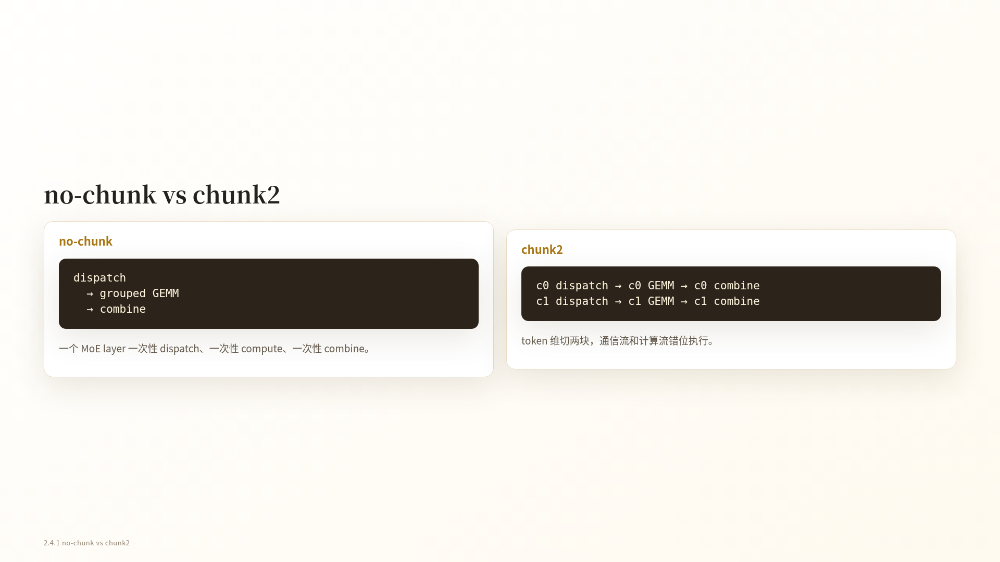 no-chunk vs chunk2
no-chunk
dispatch
→ grouped GEMM
→ combine
一个 MoE layer 一次性 dispatch、一次性 compute、一次性 combine。
chunk2
c0 dispatch → c0 GEMM → c0 combine
c1 dispatch → c1 GEMM → c1 combine
token 维切两块，通信流和计算流错位执行。
2.4.1 no-chunk vs chunk2